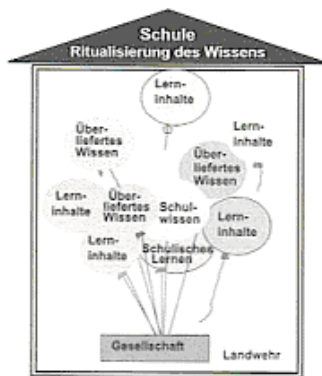 Schule
Ritualisierung des Wissens
Lern-
inhalte
Über-
liefertes
Wissen
Lern-
inhalte
Über-
liefertes
Wissen
Lern-
inhalte
Über-
liefertes
Wissen
Schul-
wissen
Lern-
inhalte
Lern-
inhalte
Schulisches
Lernen
Gesellschaft
Landwehr